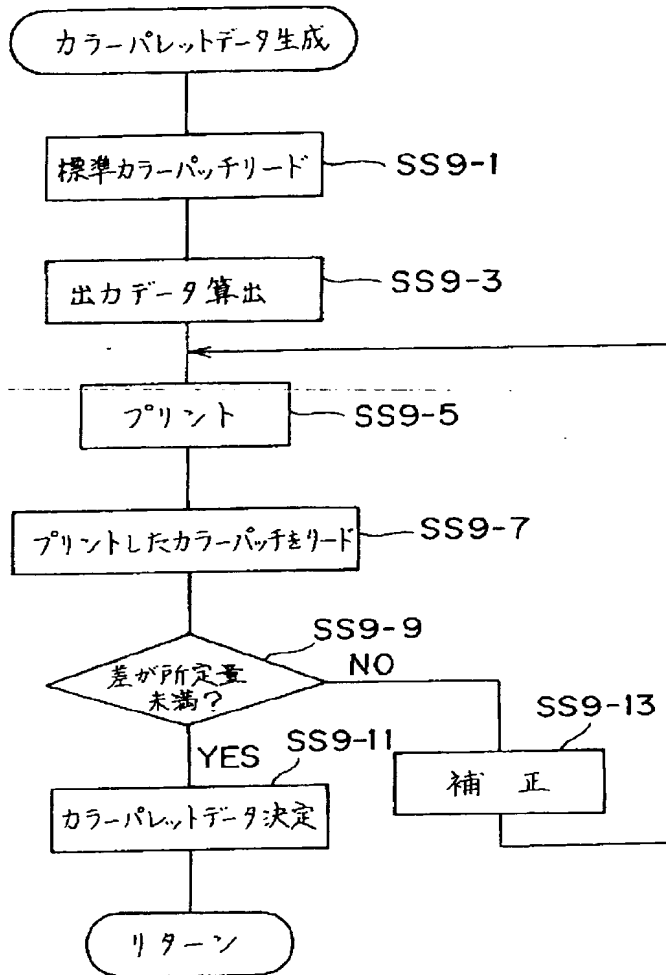 カラーパレットデータ生成
標準カラーパッチリード
SS9-1
出力データ算出
SS9-3
プリント
SS9-5
プリントしたカラーパッチをリード
SS9-7
差が所定量
未満?
SS9-9
NO
YES
SS9-11
カラーパレットデータ決定
SS9-13
補正
リターン